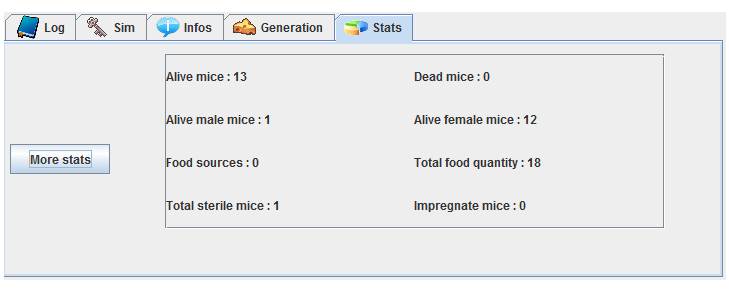 Log Sim Infos Generation Stats
Alive mice : 13 Dead mice : 0
Alive male mice : 1 Alive female mice : 12
More stats
Food sources : 0 Total food quantity : 18
Total sterile mice : 1 Impregnate mice : 0